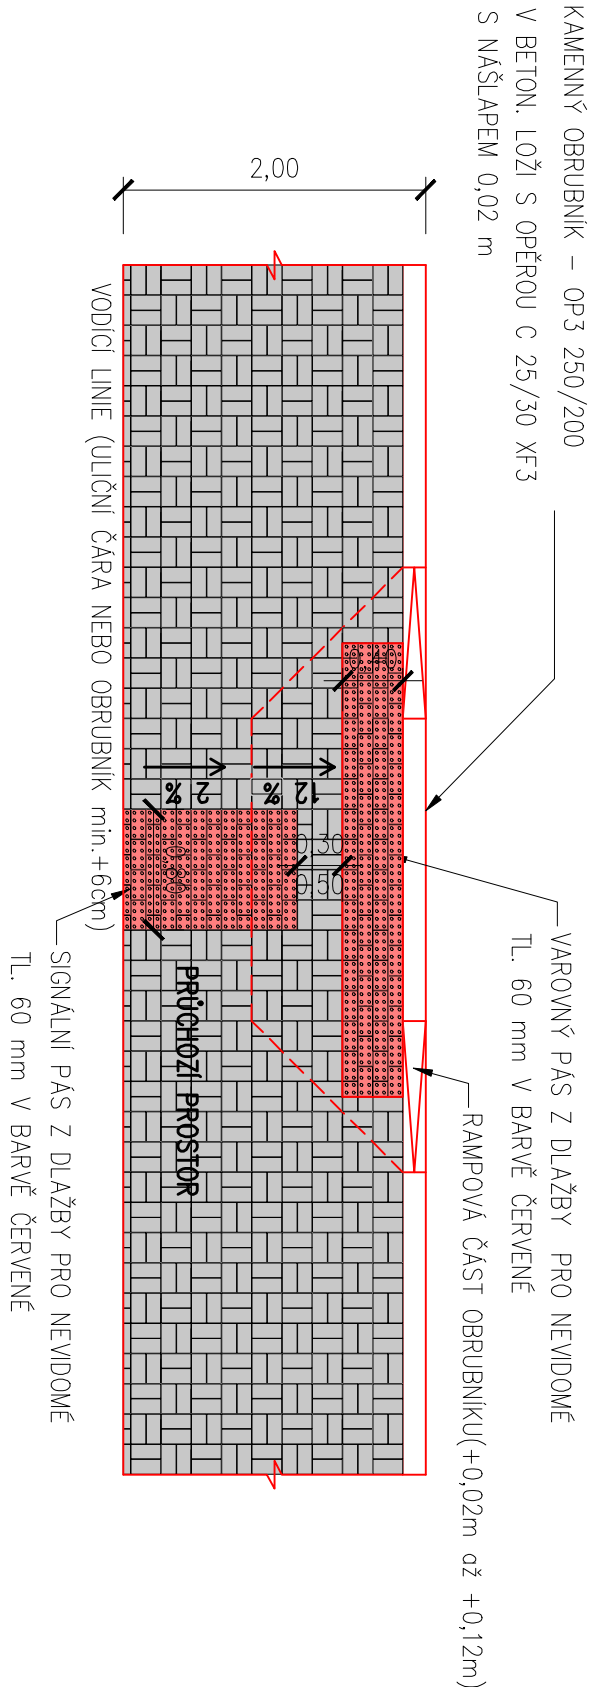 KAMENNÝ OBRUBNÍK – OP3 250/200
V BETON. LOŽI S OPĚROU C 25/30 XF3
S NÁŠLAPEM 0,02 m
2,00
VODÍCÍ LINIE (ULIČNÍ ČÁRA NEBO OBRUBNÍK min.+6cm)
2 %
12 %
0.30
0.50
PRŮCHOZÍ PROSTOR
VAROVNÝ PÁS Z DLAŽBY PRO NEVIDOMÉ
TL. 60 mm V BARVĚ ČERVENÉ
RAMPOVÁ ČÁST OBRUBNÍKU(+0,02m až +0,12m)
SIGNÁLNÍ PÁS Z DLAŽBY PRO NEVIDOMÉ
TL. 60 mm V BARVĚ ČERVENÉ